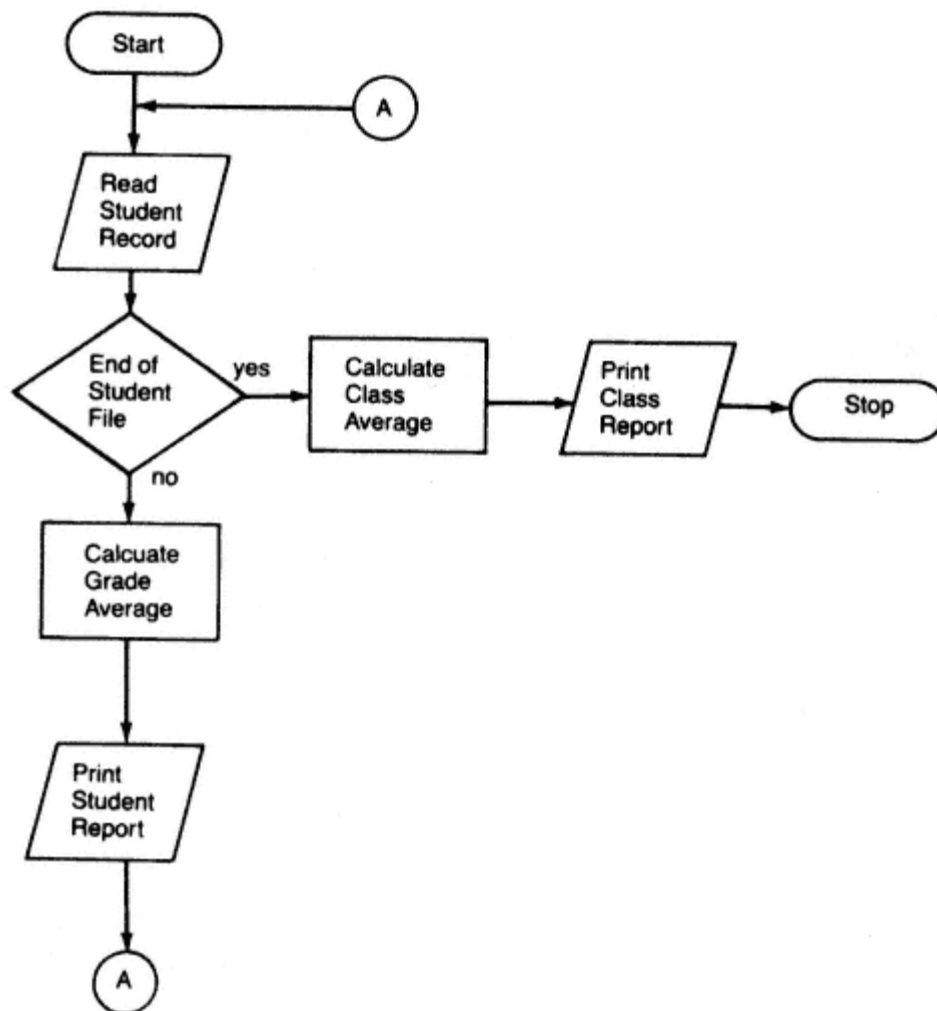 Start
A
Read
Student
Record
End of
Student
File
yes
Calculate
Class
Average
Print
Class
Report
Stop
no
Calcuate
Grade
Average
Print
Student
Report
A